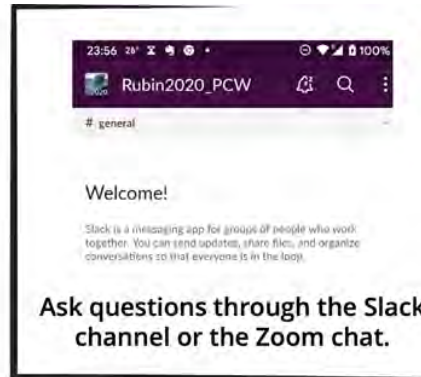 23:56 26° 100%
Rubin2020_PCW
# general
Welcome!
Slack is a messaging app for groups of people who work
together. You can send updates, share files, and organize
conversations so that everyone is in the loop.
Ask questions through the Slack
channel or the Zoom chat.